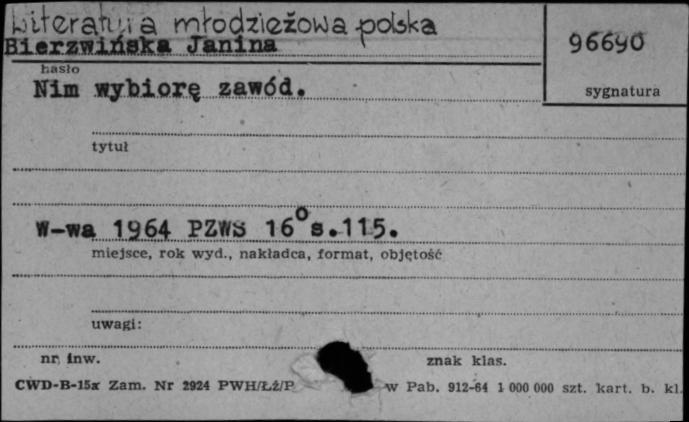 Literatura młodzieżowa polska
Bierzwińska Janina
hasło
96690
sygnatura
Nim wybiorę zawód.
tytuł
W-wa 1964 PZWS 16° s.115.
miejsce, rok wyd., nakładca, format, objętość
uwagi:
nr. inw.
znak klas.
CWD-B-15x Zam. Nr 2924 PWH/Łź/P w Pab. 912-64 1 000 000 szt. kart. b. kl.